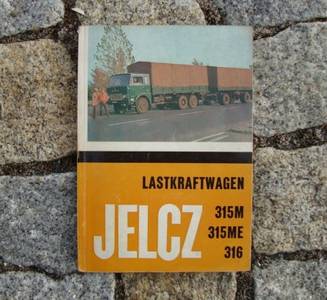 LASTKRAFTWAGEN
JELCZ
315M
315ME
316